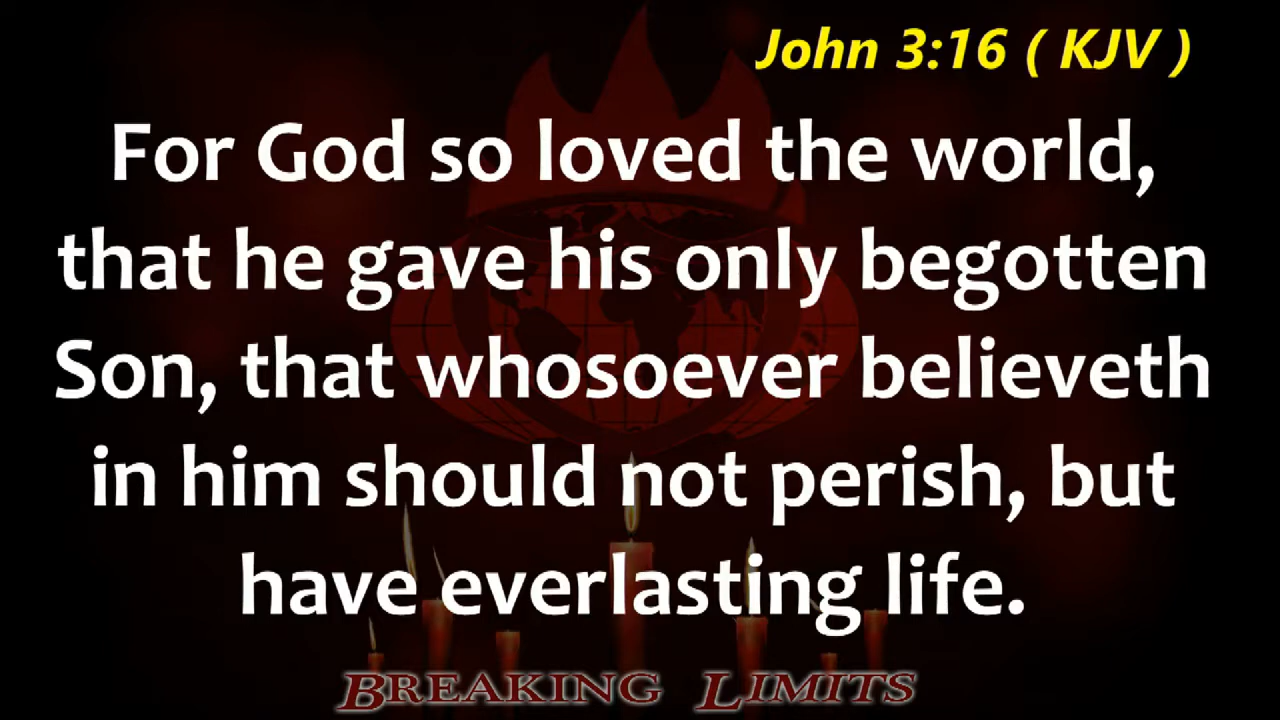 John 3:16 ( KJV )
For God so loved the world,
that he gave his only begotten
Son, that whosoever believeth
in him should not perish, but
have everlasting life.
BREAKING LIMITS